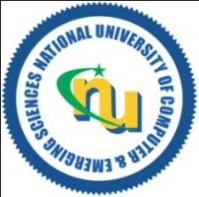 NATIONAL UNIVERSITY OF COMPUTER & EMERGING SCIENCES
nu